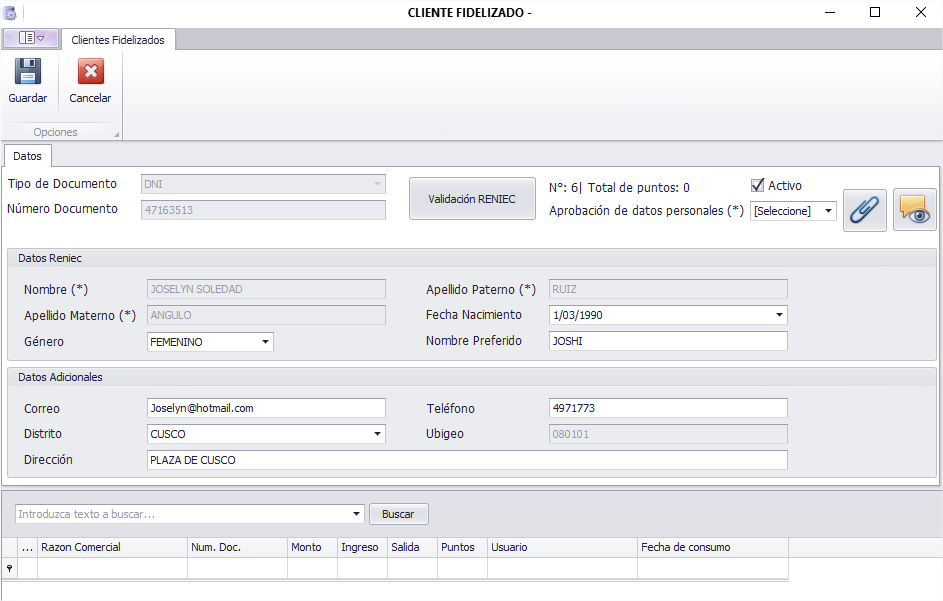 CLIENTE FIDELIZADO -
Clientes Fidelizados
Guardar Cancelar
Opciones
Datos
Tipo de Documento DNI
Número Documento 47163513
Validación RENIEC
N°: 6| Total de puntos: 0
Activo
Aprobación de datos personales (*) [Seleccione]
Datos Reniec
Nombre (*) JOSELYN SOLEDAD Apellido Paterno (*) RUIZ
Apellido Materno (*) ANGULO Fecha Nacimiento 1/03/1990
Género FEMENINO Nombre Preferido JOSHI
Datos Adicionales
Correo Joselyn@hotmail.com Teléfono 4971773
Distrito CUSCO Ubigeo 080101
Dirección PLAZA DE CUSCO
Introduzca texto a buscar... Buscar
... Razon Comercial Num. Doc. Monto Ingreso Salida Puntos Usuario Fecha de consumo